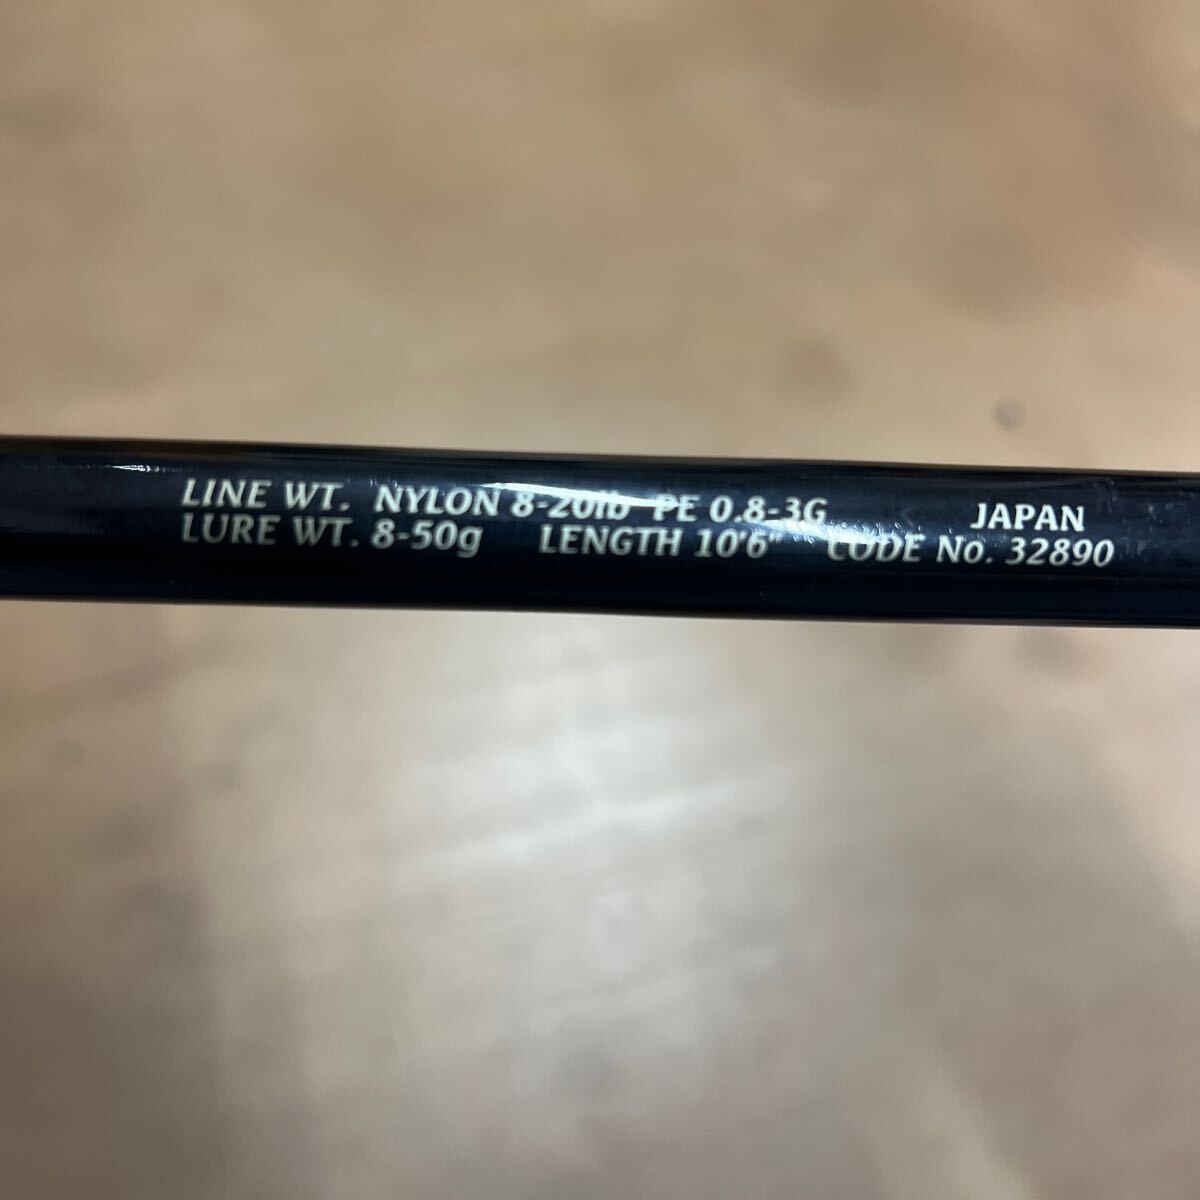 LINE WT. NYLON 8-20lb PE 0.8-3G JAPAN
LURE WT. 8-50g LENGTH 10'6" CODE No. 32890